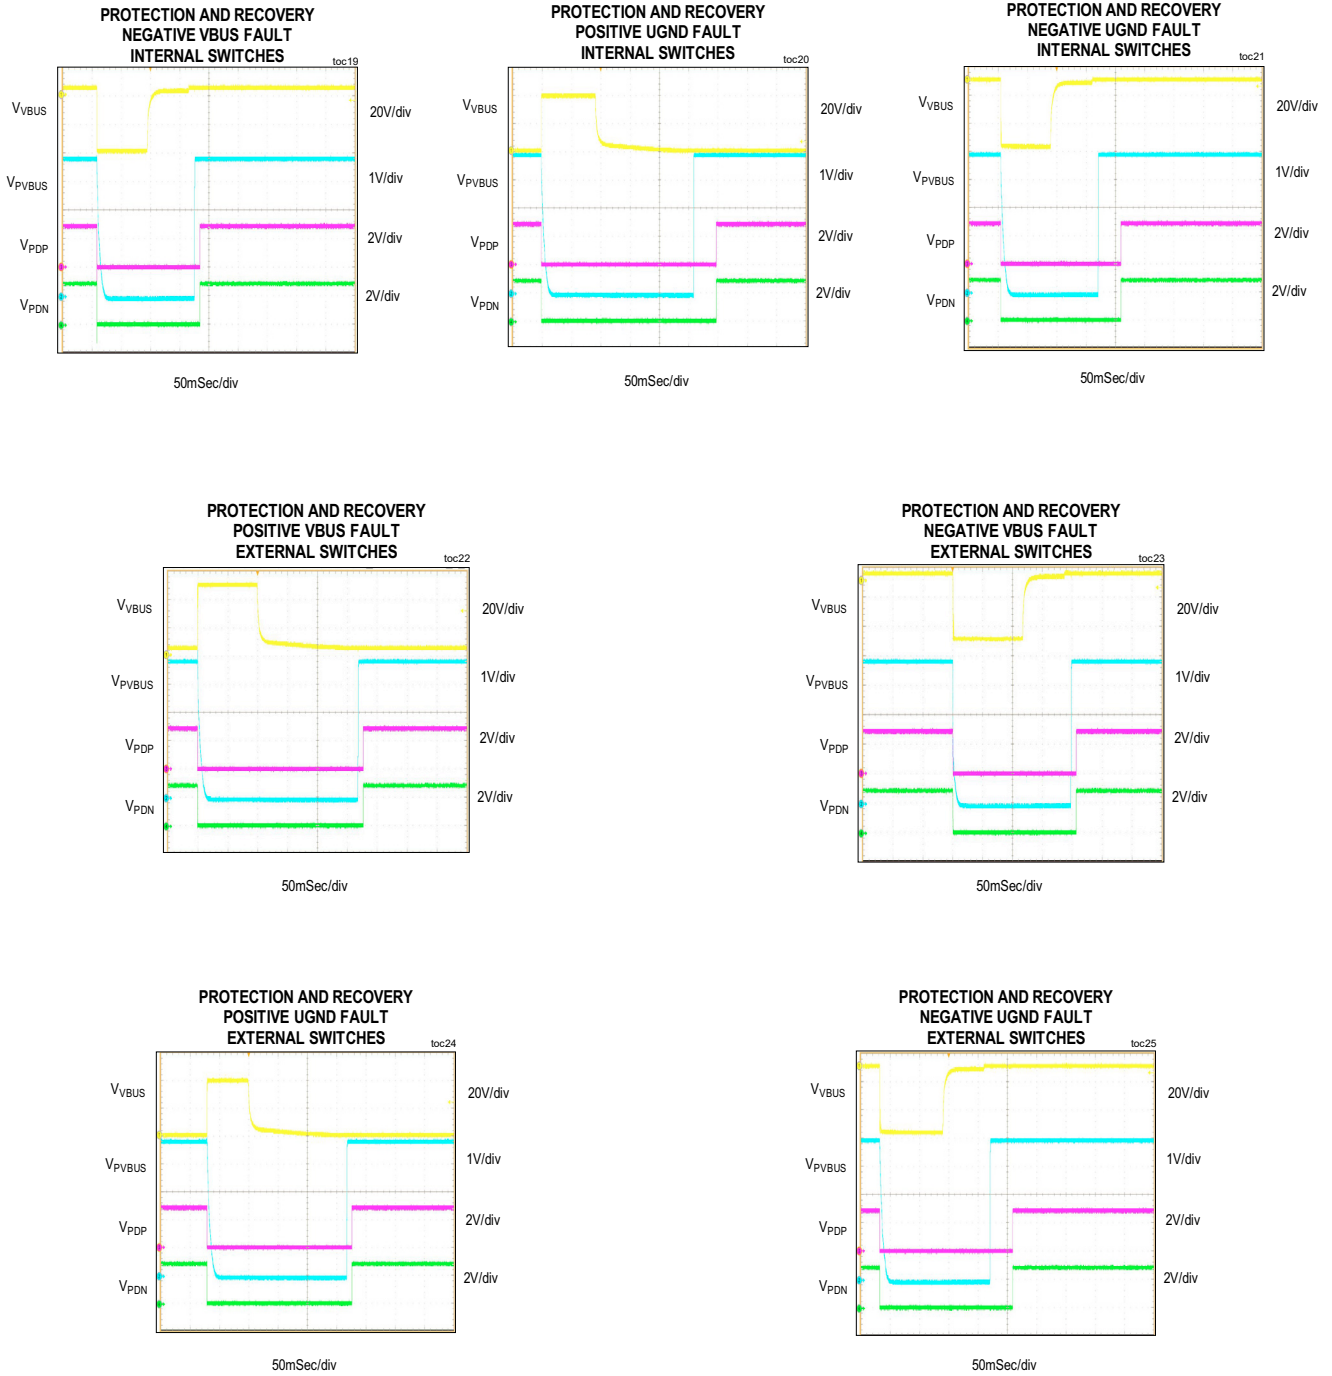 PROTECTION AND RECOVERY
NEGATIVE VBUS FAULT
INTERNAL SWITCHES
toc19
VVBUS
20V/div
VPVBUS
1V/div
VPDP
2V/div
VPDN
2V/div
50mSec/div
PROTECTION AND RECOVERY
POSITIVE UGND FAULT
INTERNAL SWITCHES
toc20
VVBUS
20V/div
VPVBUS
1V/div
VPDP
2V/div
VPDN
2V/div
50mSec/div
PROTECTION AND RECOVERY
NEGATIVE UGND FAULT
INTERNAL SWITCHES
toc21
VVBUS
20V/div
VPVBUS
1V/div
VPDP
2V/div
VPDN
2V/div
50mSec/div
PROTECTION AND RECOVERY
POSITIVE VBUS FAULT
EXTERNAL SWITCHES
toc22
VVBUS
20V/div
VPVBUS
1V/div
VPDP
2V/div
VPDN
2V/div
50mSec/div
PROTECTION AND RECOVERY
NEGATIVE VBUS FAULT
EXTERNAL SWITCHES
toc23
VVBUS
20V/div
VPVBUS
1V/div
VPDP
2V/div
VPDN
2V/div
50mSec/div
PROTECTION AND RECOVERY
POSITIVE UGND FAULT
EXTERNAL SWITCHES
toc24
VVBUS
20V/div
VPVBUS
1V/div
VPDP
2V/div
VPDN
2V/div
50mSec/div
PROTECTION AND RECOVERY
NEGATIVE UGND FAULT
EXTERNAL SWITCHES
toc25
VVBUS
20V/div
VPVBUS
1V/div
VPDP
2V/div
VPDN
2V/div
50mSec/div